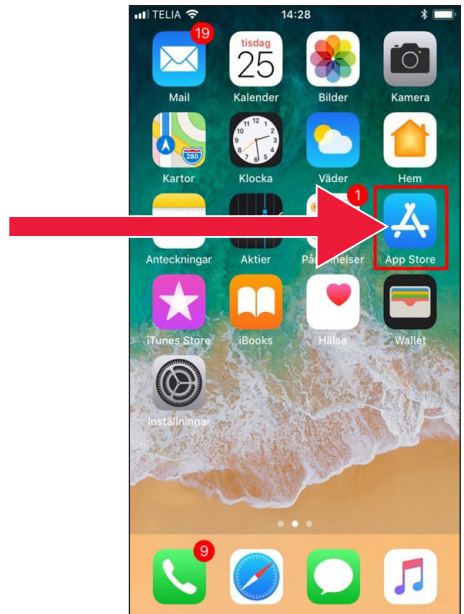 TELIA 14:28
19
tisdag
25
12
280
Mail Kalender Bilder Kamera
Kartor Klocka Väder Hem
1
Anteckningar Aktier App Store
iTunes Store iBooks Hälsa Wallet
Inställningar
9